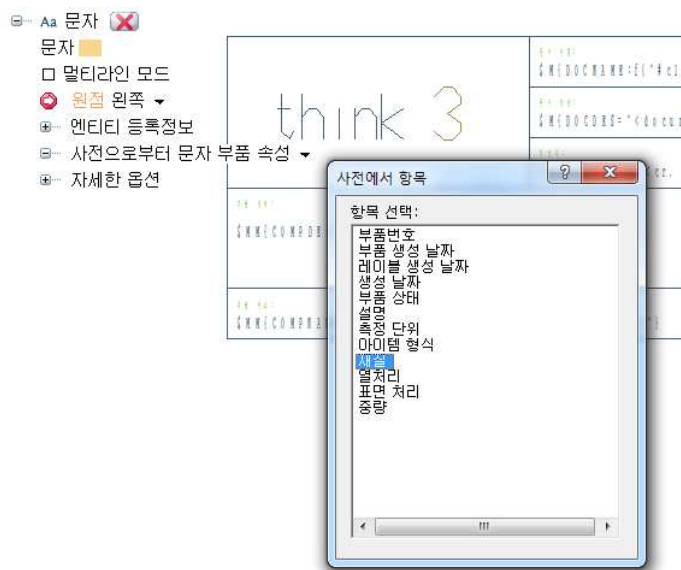 Aa 문자
문자
멀티라인 모드
원점 왼쪽
엔티티 등록정보
사전으로부터 문자 부품 속성
자세한 옵션
think 3
$M{DOCNAME:f("#cl
$M{DOCDES="<docum
사전에서 항목
항목 선택:
부품번호
부품 생성 날짜
레이블 생성 날짜
생성 날짜
부품 상태
설명
측정 단위
아이템 형식
재질
열처리
표면 처리
중량